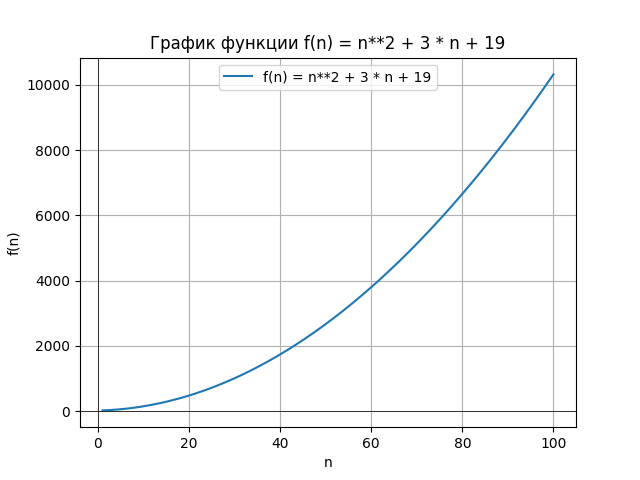 График функции f(n) = n**2 + 3 * n + 19
f(n) = n**2 + 3 * n + 19
10000
8000
6000
4000
2000
0
f(n)
0 20 40 60 80 100
n